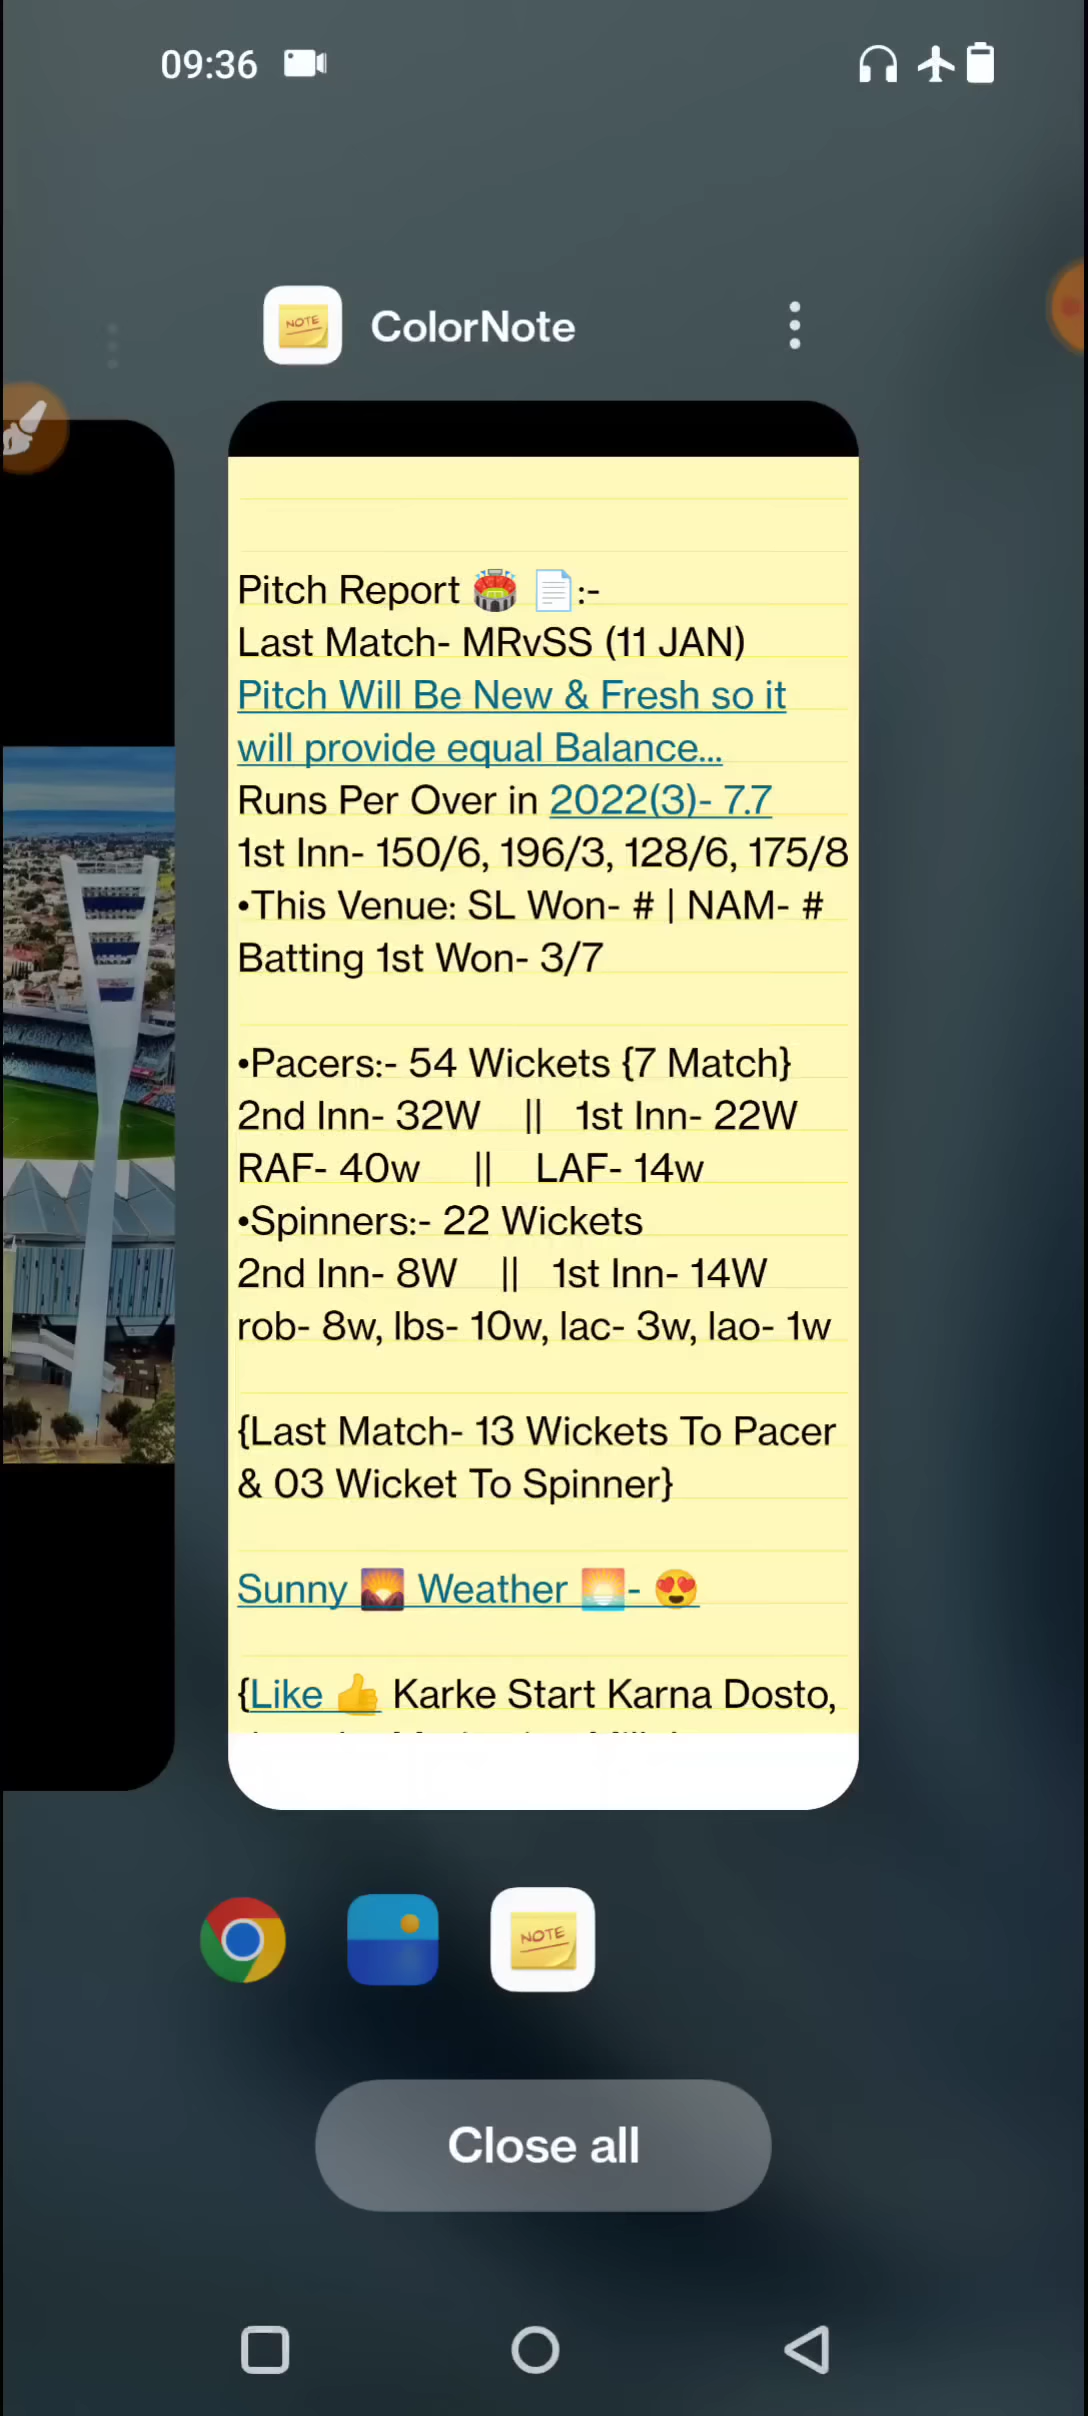 09:36
NOTE
ColorNote
Pitch Report 🏟️ 📄:-
Last Match- MRvSS (11 JAN)
Pitch Will Be New & Fresh so it
will provide equal Balance...
Runs Per Over in 2022(3)- 7.7
1st Inn- 150/6, 196/3, 128/6, 175/8
•This Venue: SL Won- # | NAM- #
Batting 1st Won- 3/7
•Pacers:- 54 Wickets {7 Match}
2nd Inn- 32W || 1st Inn- 22W
RAF- 40w || LAF- 14w
•Spinners:- 22 Wickets
2nd Inn- 8W || 1st Inn- 14W
rob- 8w, lbs- 10w, lac- 3w, lao- 1w
{Last Match- 13 Wickets To Pacer
& 03 Wicket To Spinner}
Sunny 🌄 Weather 🌅- 😍
{Like 👍 Karke Start Karna Dosto,
NOTE
Close all